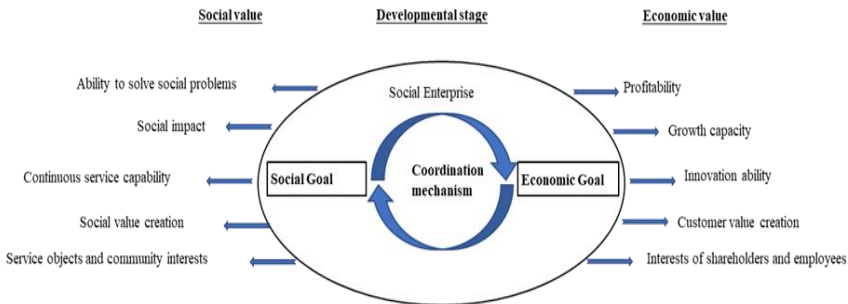 Social value
Developmental stage
Economic value
Ability to solve social problems
Social Enterprise
Profitability
Social impact
Growth capacity
Continuous service capability
Social Goal
Coordination
mechanism
Economic Goal
Innovation ability
Social value creation
Customer value creation
Service objects and community interests
Interests of shareholders and employees